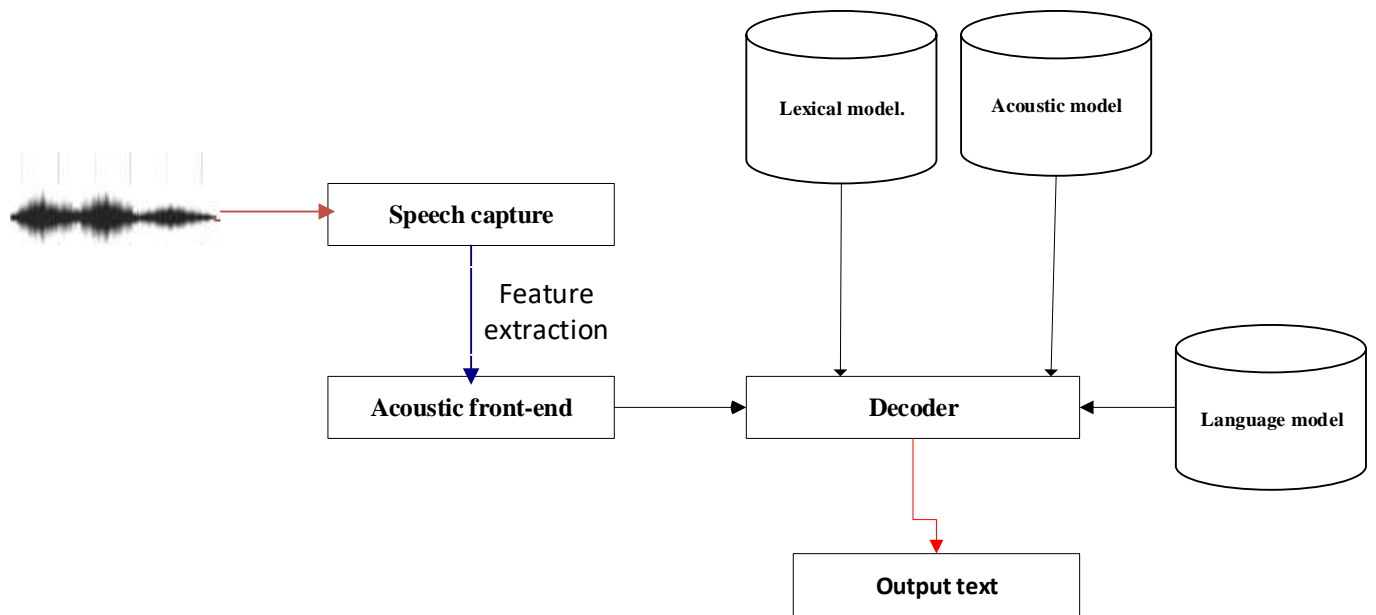 Lexical model.
Acoustic model
Speech capture
Feature
extraction
Acoustic front-end
Decoder
Language model
Output text